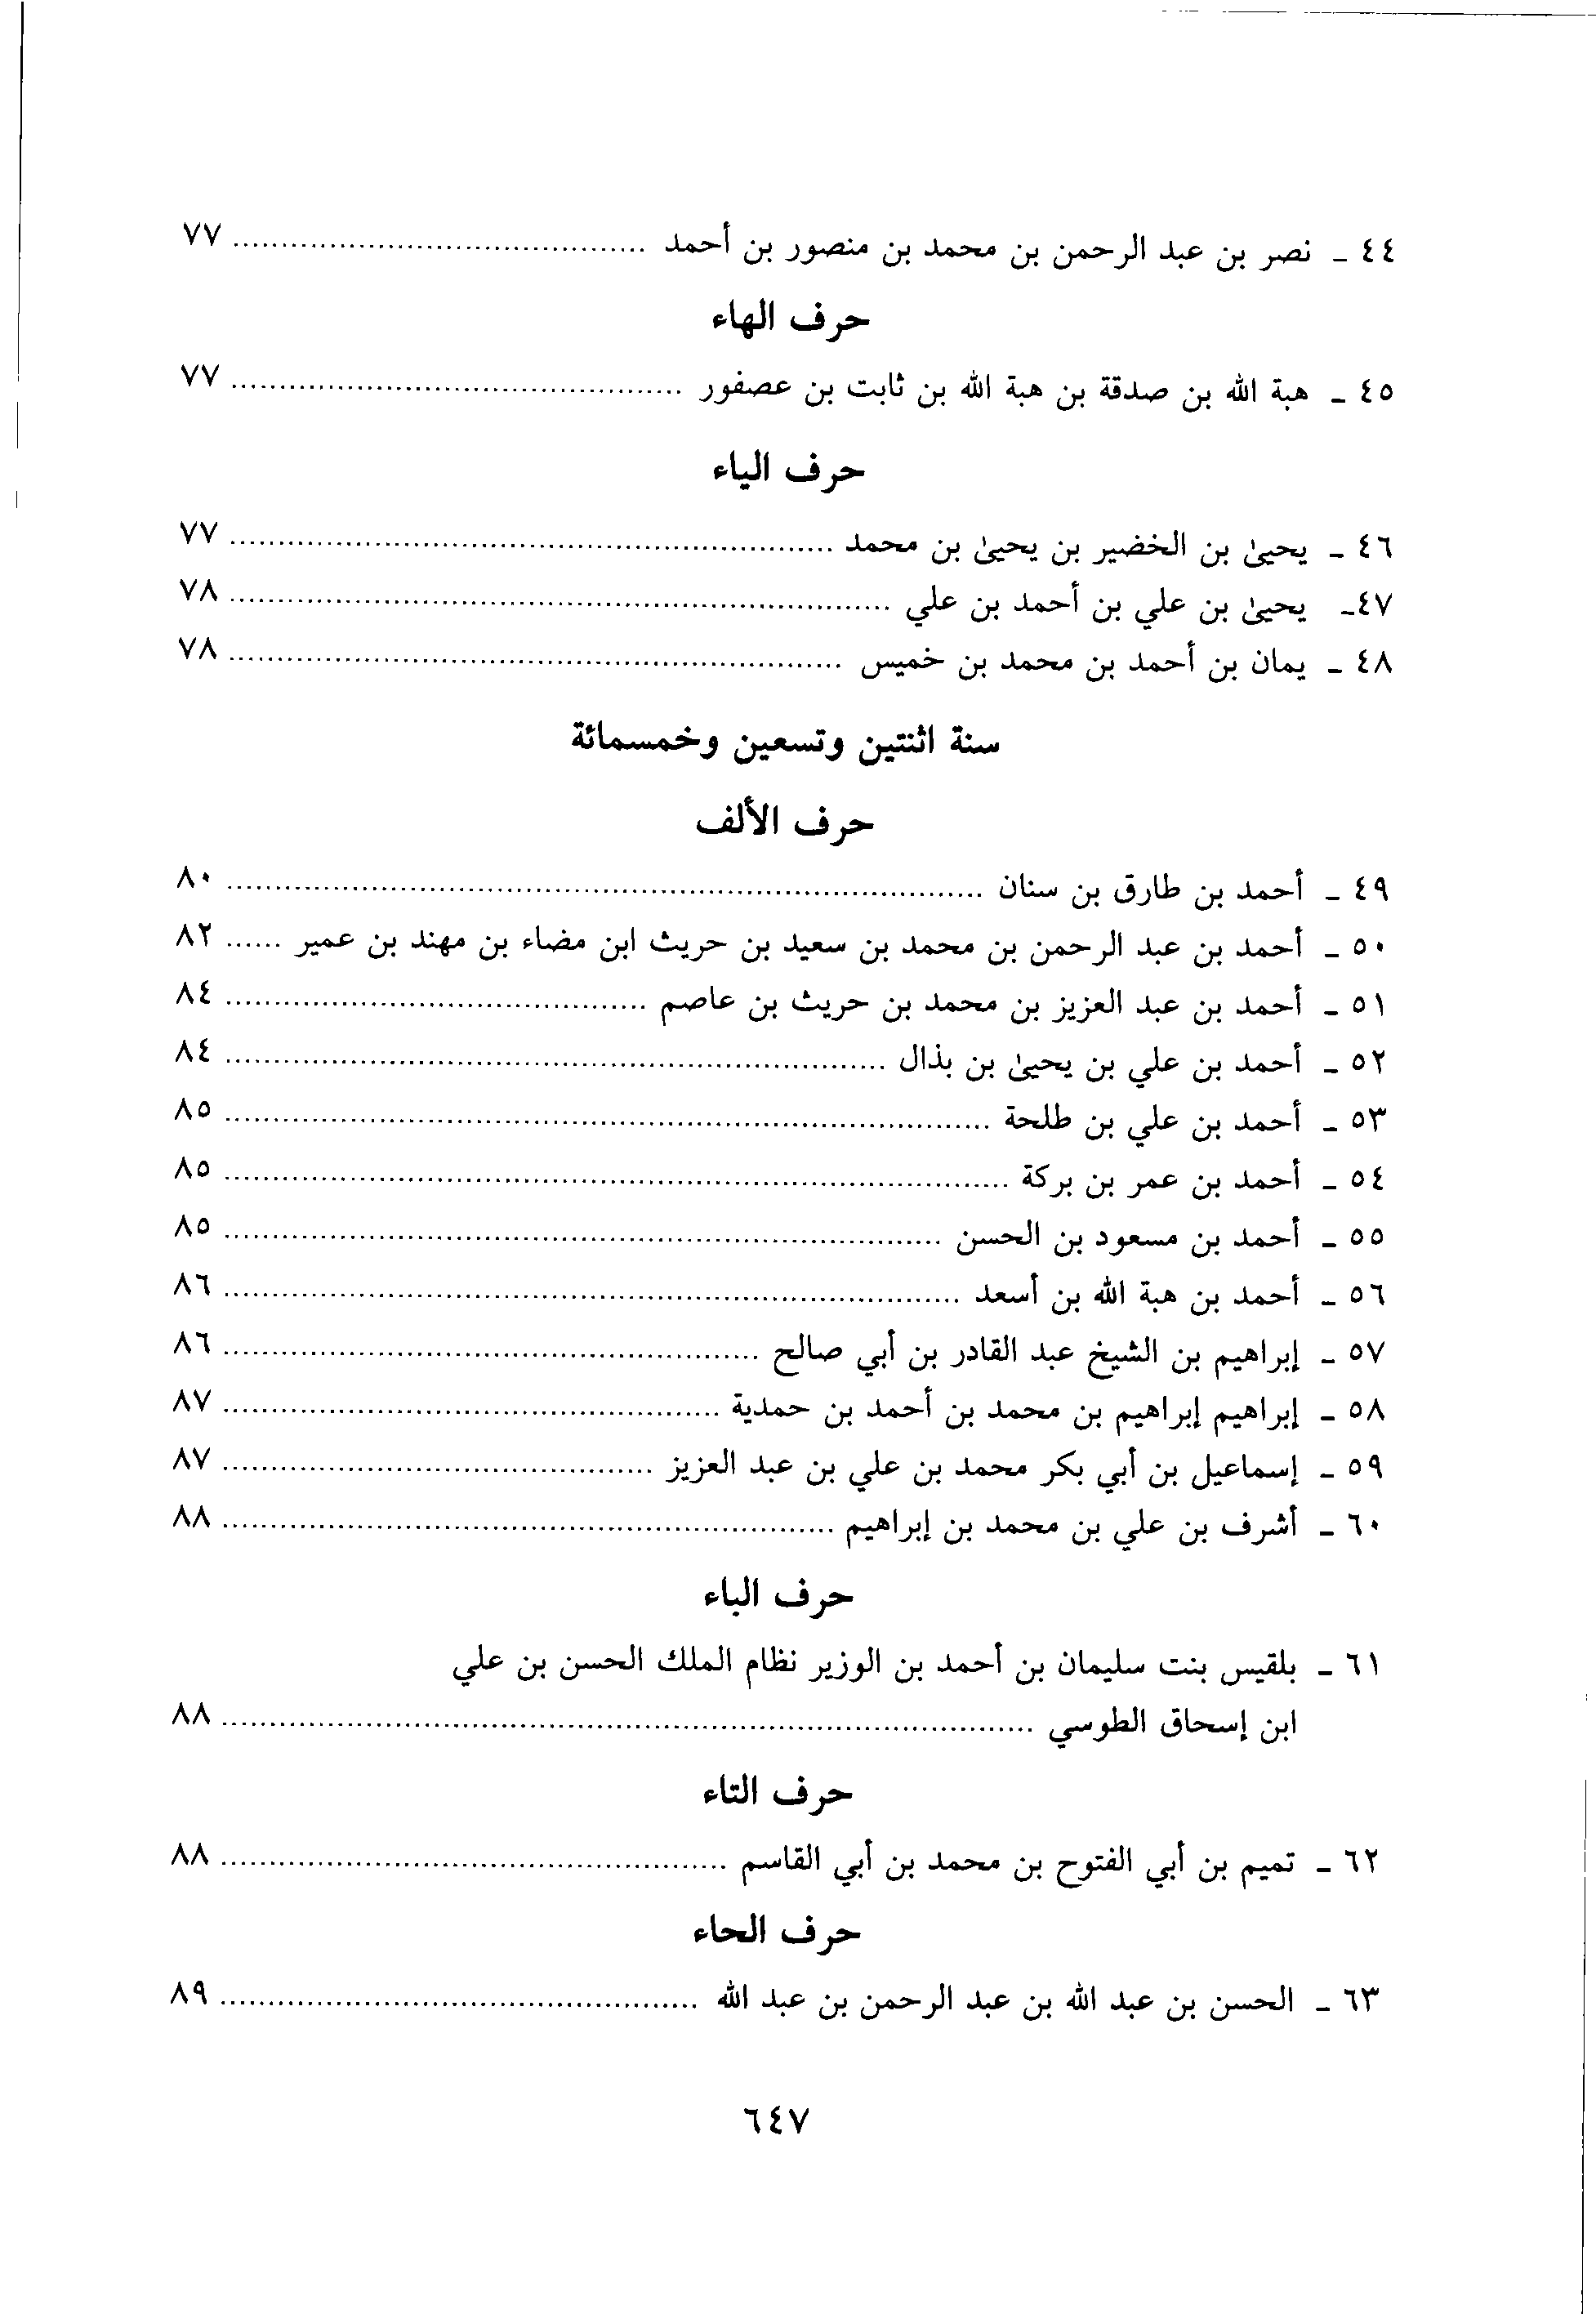 ٤٤ - نصر بن عبد الرحمن بن محمد بن منصور بن أحمد ........ ٧٧
حرف الهاء
٤٥ - هبة الله بن صدقة بن هبة الله بن ثابت بن عصفور ........ ٧٧
حرف الياء
٤٦ - يحيىٰ بن الخضير بن يحيىٰ بن محمد ........ ٧٧
٤٧- يحيىٰ بن علي بن أحمد بن علي ........ ٧٨
٤٨ - يمان بن أحمد بن محمد بن خميس ........ ٧٨
سنة اثنتين وتسعين وخمسمائة
حرف الألف
٤٩ - أحمد بن طارق بن سنان ........ ٨٠
٥٠ - أحمد بن عبد الرحمن بن محمد بن سعيد بن حريث ابن مضاء بن مهند بن عمير ...... ٨٢
٥١ - أحمد بن عبد العزيز بن محمد بن حريث بن عاصم ........ ٨٤
٥٢ - أحمد بن علي بن يحيىٰ بن بذال ........ ٨٤
٥٣ - أحمد بن علي بن طلحة ........ ٨٥
٥٤ - أحمد بن عمر بن بركة ........ ٨٥
٥٥ - أحمد بن مسعود بن الحسن ........ ٨٥
٥٦ - أحمد بن هبة الله بن أسعد ........ ٨٦
٥٧ - إبراهيم بن الشيخ عبد القادر بن أبي صالح ........ ٨٦
٥٨ - إبراهيم إبراهيم بن محمد بن أحمد بن حمدية ........ ٨٧
٥٩ - إسماعيل بن أبي بكر محمد بن علي بن عبد العزيز ........ ٨٧
٦٠ - أشرف بن علي بن محمد بن إبراهيم ........ ٨٨
حرف الباء
٦١ - بلقيس بنت سليمان بن أحمد بن الوزير نظام الملك الحسن بن علي
ابن إسحاق الطوسي ........ ٨٨
حرف التاء
٦٢ - تميم بن أبي الفتوح بن محمد بن أبي القاسم ........ ٨٨
حرف الحاء
٦٣ - الحسن بن عبد الله بن عبد الرحمن بن عبد الله ........ ٨٩
٦٤٧